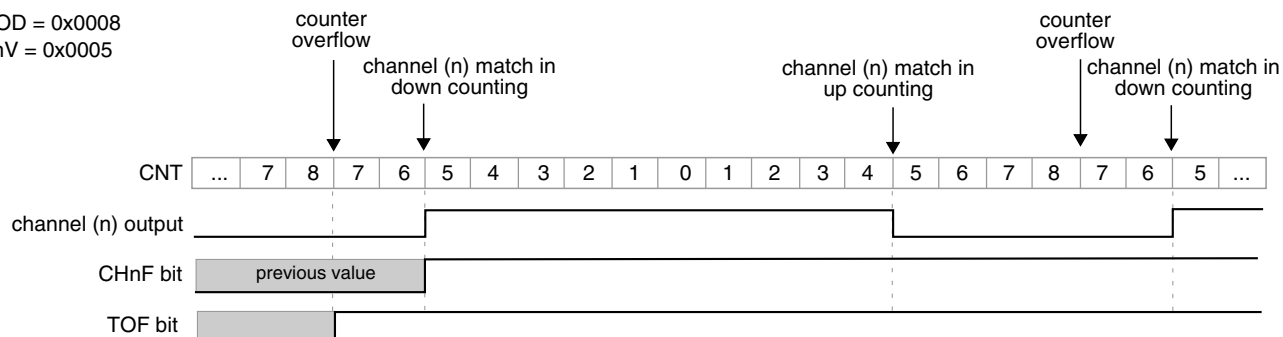 OD = 0x0008
nV = 0x0005
counter
overflow
channel (n) match in
down counting
channel (n) match in
up counting
counter
overflow
channel (n) match in
down counting
CNT ... 7 8 7 6 5 4 3 2 1 0 1 2 3 4 5 6 7 8 7 6 5 ...
channel (n) output
CHnF bit previous value
TOF bit